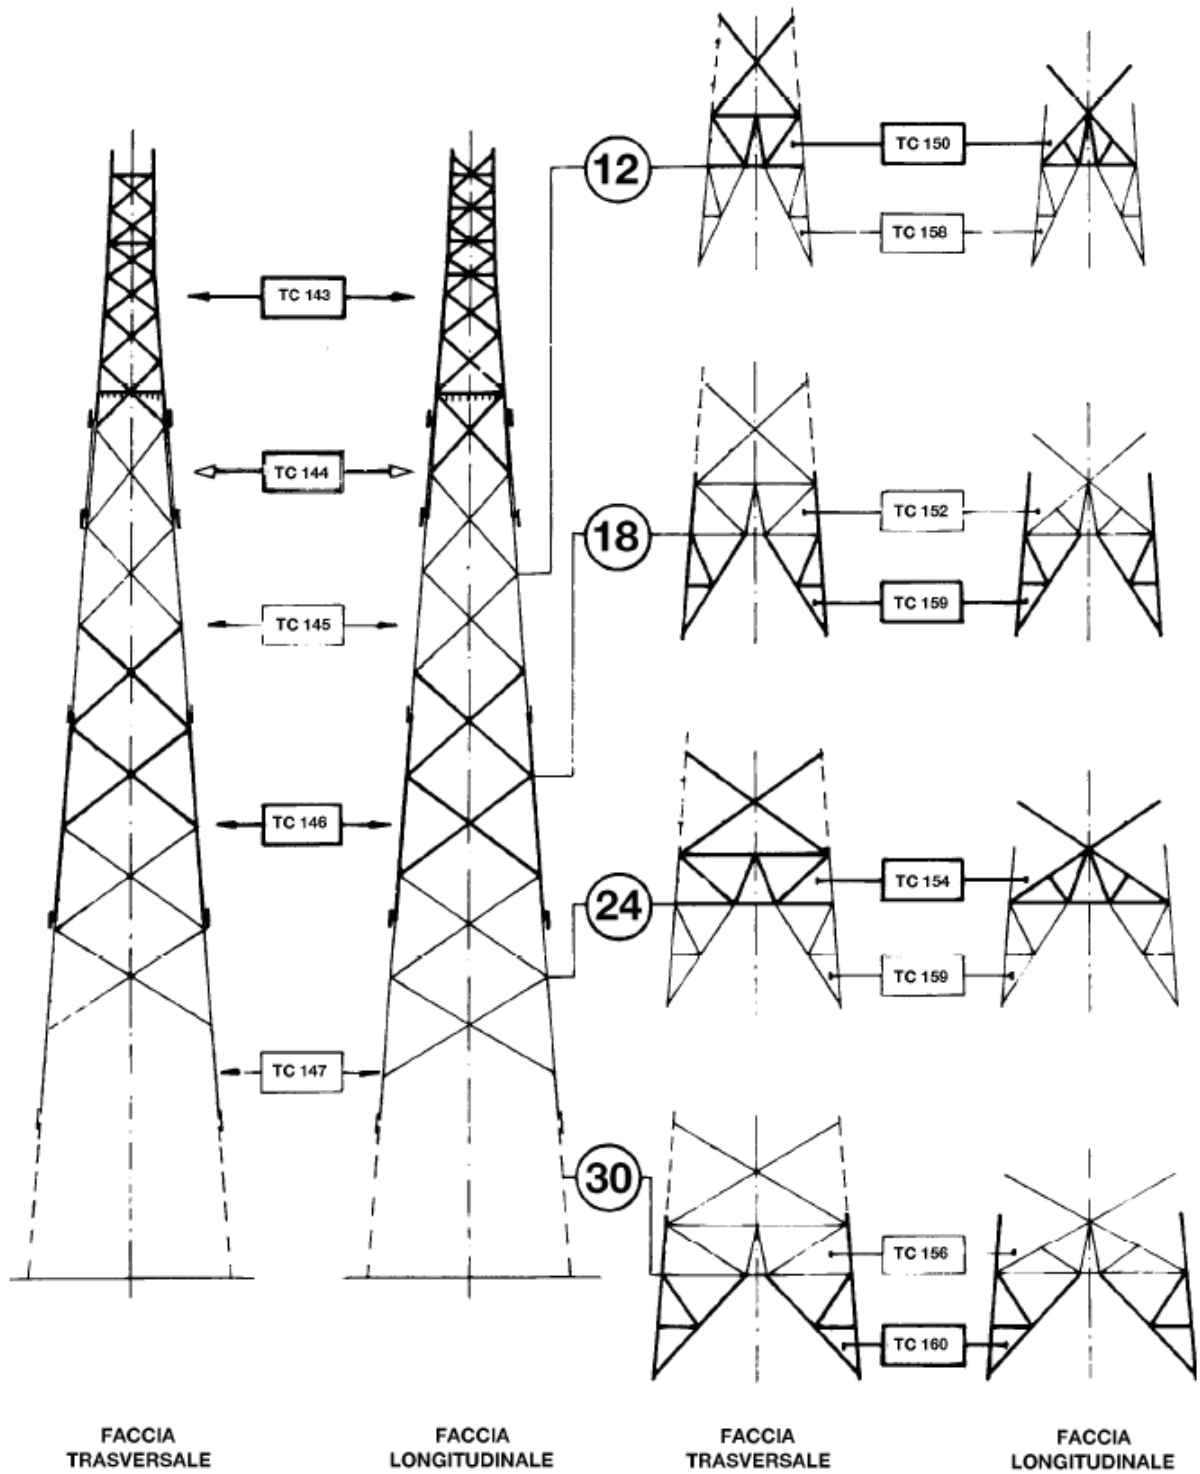 12
TC 150
TC 158
TC 143
TC 144
18
TC 152
TC 159
TC 145
TC 146
24
TC 154
TC 159
TC 147
30
TC 156
TC 160
FACCIA
TRASVERSALE
FACCIA
LONGITUDINALE
FACCIA
TRASVERSALE
FACCIA
LONGITUDINALE